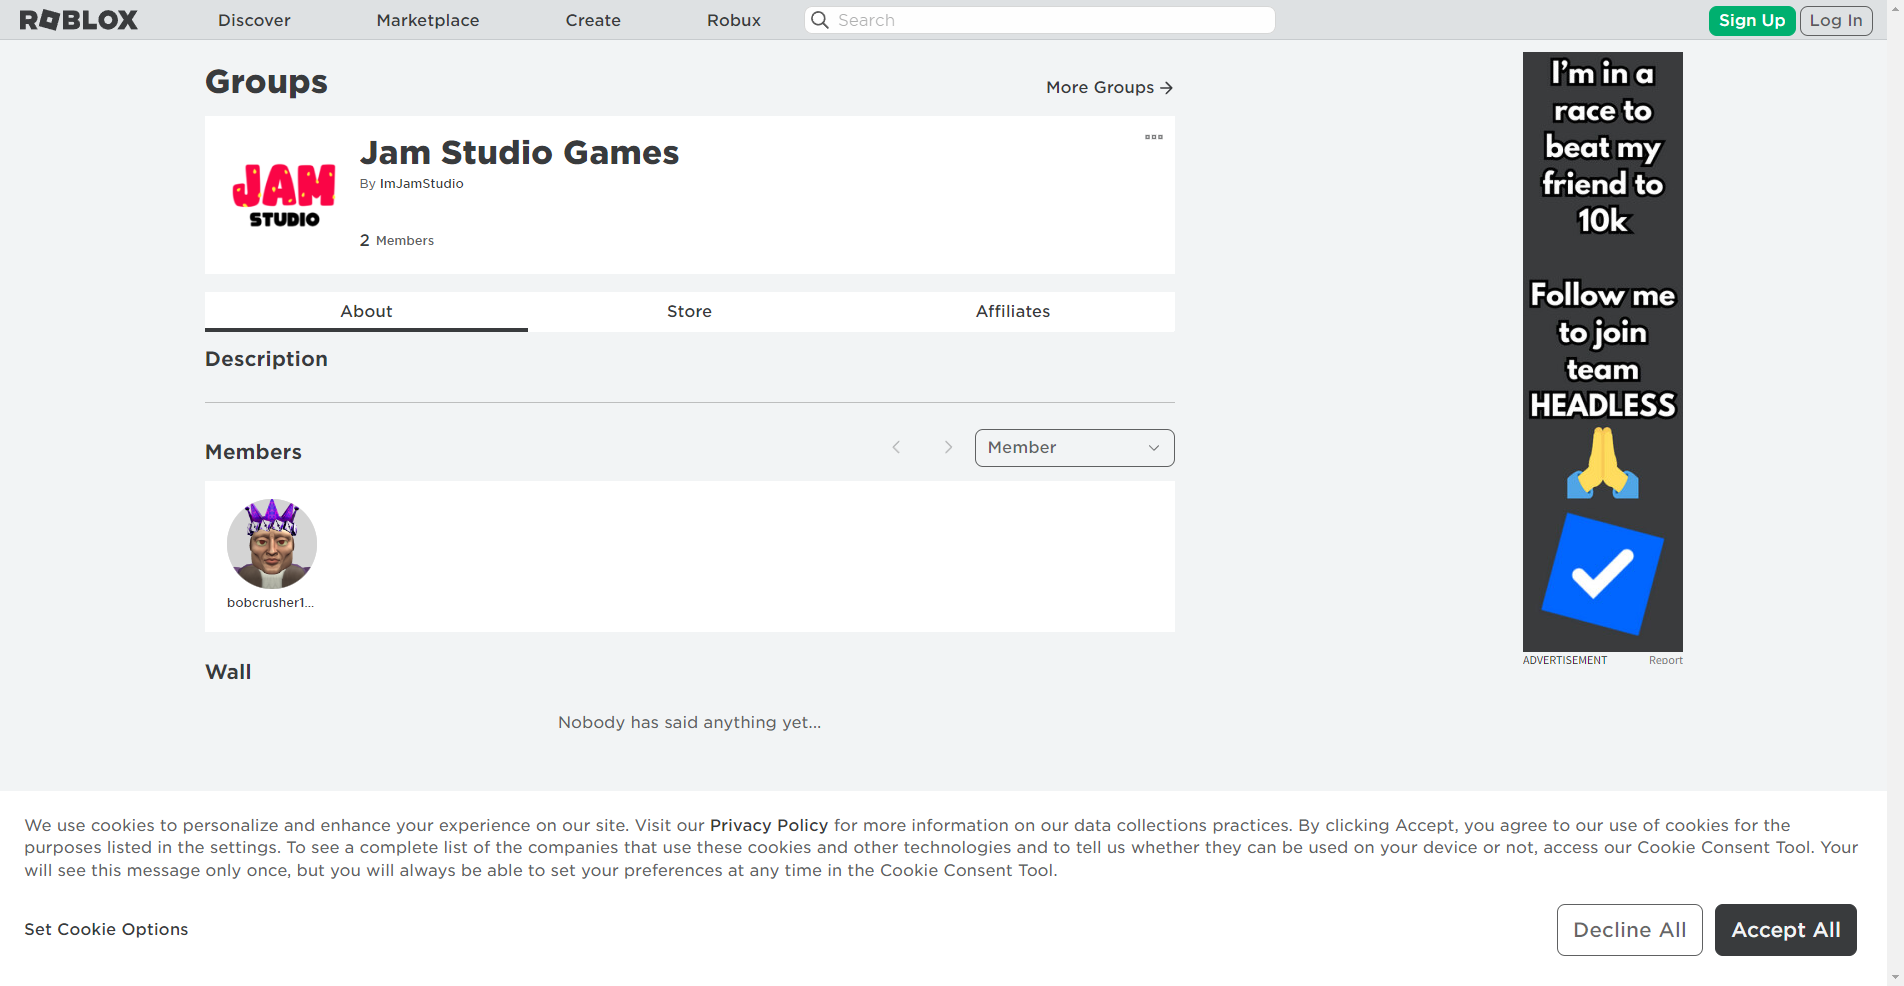 ROBLOX
Discover
Marketplace
Create
Robux
Search
Sign Up
Log In
Groups
More Groups
JAM
STUDIO
Jam Studio Games
By ImJamStudio
2 Members
About
Store
Affiliates
Description
Members
Member
bobcrusher1...
Wall
Nobody has said anything yet...
I'm in a
race to
beat my
friend to
10k
Follow me
to join
team
HEADLESS
ADVERTISEMENT
Report
We use cookies to personalize and enhance your experience on our site. Visit our Privacy Policy for more information on our data collections practices. By clicking Accept, you agree to our use of cookies for the
purposes listed in the settings. To see a complete list of the companies that use these cookies and other technologies and to tell us whether they can be used on your device or not, access our Cookie Consent Tool. Your
will see this message only once, but you will always be able to set your preferences at any time in the Cookie Consent Tool.
Set Cookie Options
Decline All
Accept All